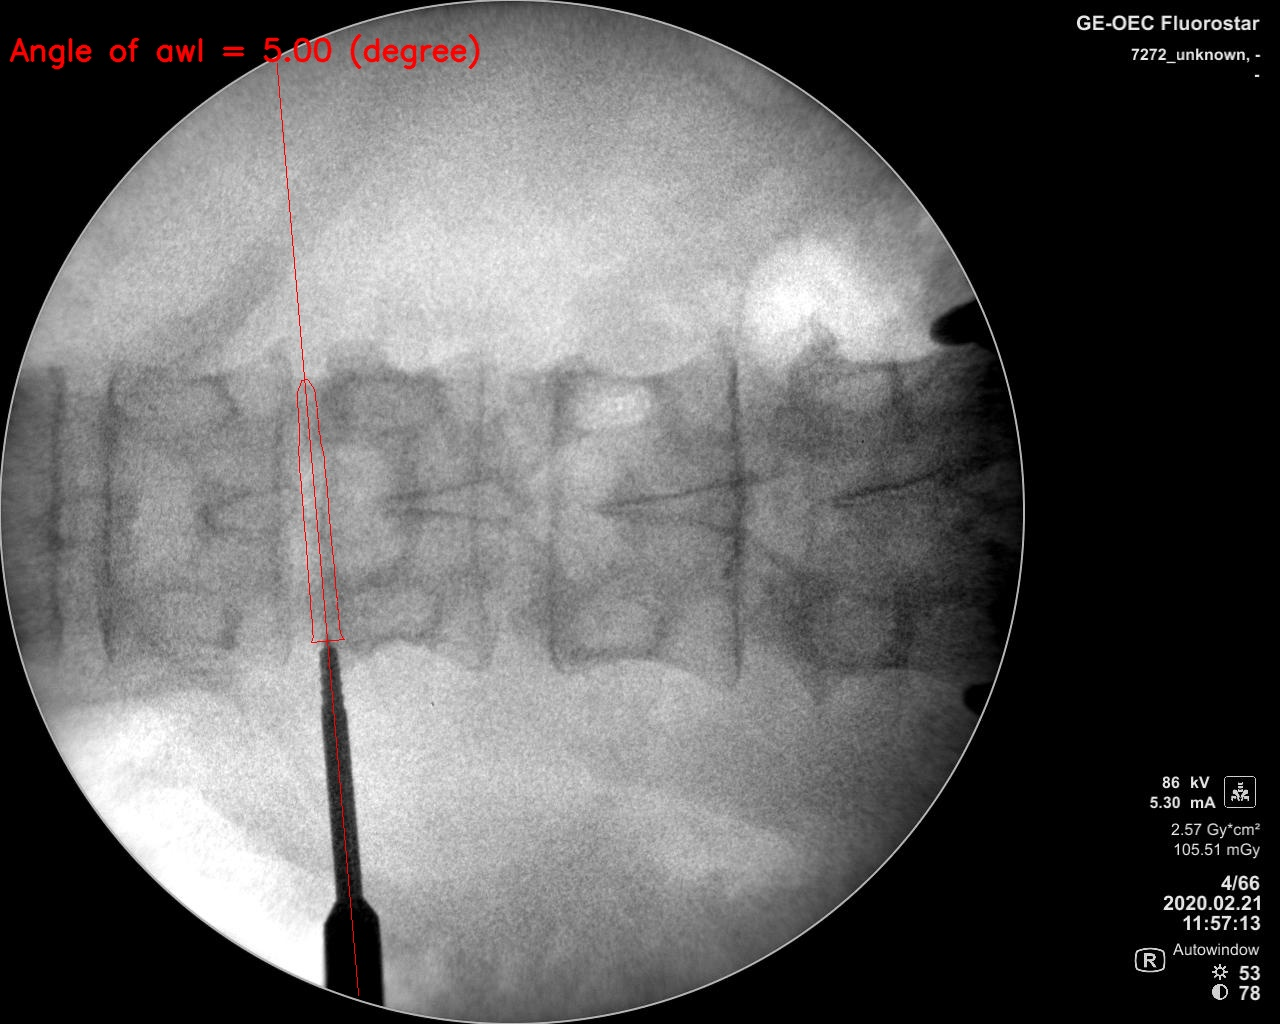 Angle of awl = 5.00 (degree)
GE-OEC Fluorostar
7272_unknown, -
-
86 kV
5.30 mA
2.57 Gy*cm²
105.51 mGy
4/66
2020.02.21
11:57:13
R Autowindow
53
78